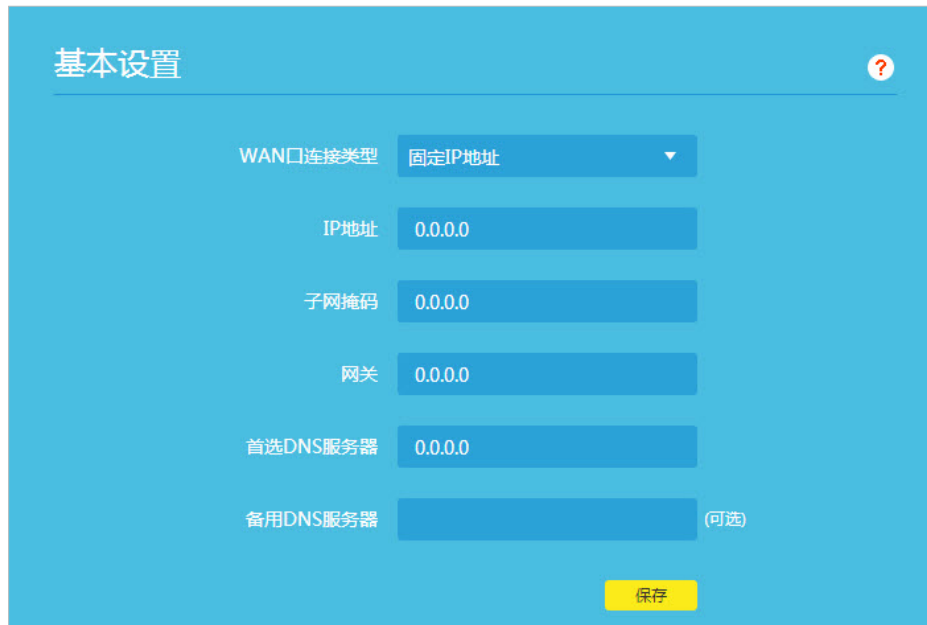 基本设置
?
WAN口连接类型 固定IP地址
IP地址 0.0.0.0
子网掩码 0.0.0.0
网关 0.0.0.0
首选DNS服务器 0.0.0.0
备用DNS服务器 (可选)
保存